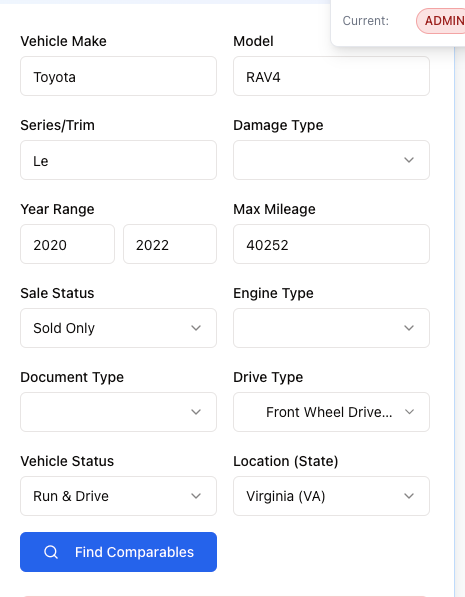 Current: ADMIN
Vehicle Make Model
Toyota RAV4
Series/Trim Damage Type
Le
Year Range Max Mileage
2020 2022 40252
Sale Status Engine Type
Sold Only
Document Type Drive Type
Front Wheel Drive...
Vehicle Status Location (State)
Run & Drive Virginia (VA)
Find Comparables